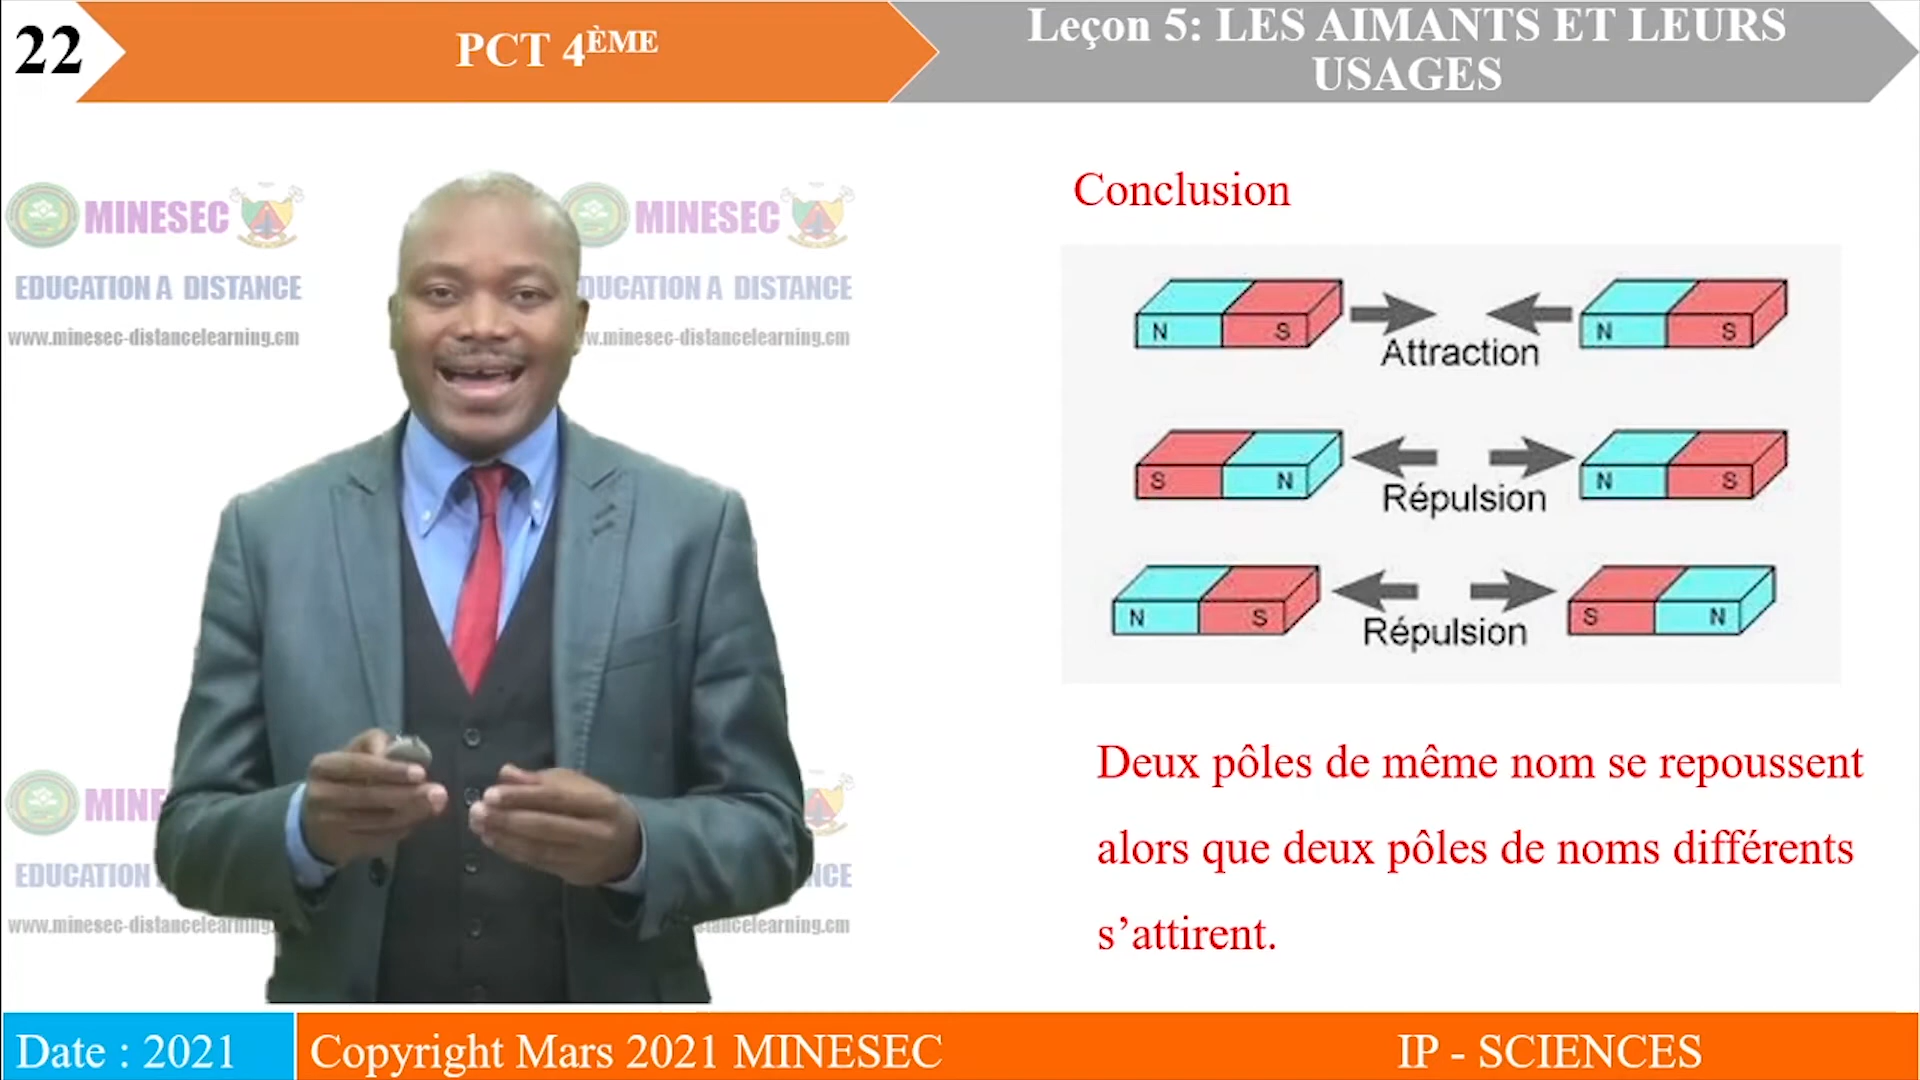 22
PCT 4ÈME
Leçon 5: LES AIMANTS ET LEURS
USAGES
MINESEC
MINESEC
EDUCATION A DISTANCE
DUCATION A DISTANCE
www.minesec-distancelearning.cm
w.minesec-distancelearning.cm
Conclusion
N S
N S
Attraction
S N
N S
Répulsion
N S
S N
Répulsion
Deux pôles de même nom se repoussent
alors que deux pôles de noms différents
s’attirent.
MINE
EDUCATION
NCE
www.minesec-distancelearning.
stancelearning.cm
Date : 2021
Copyright Mars 2021 MINESEC
IP - SCIENCES